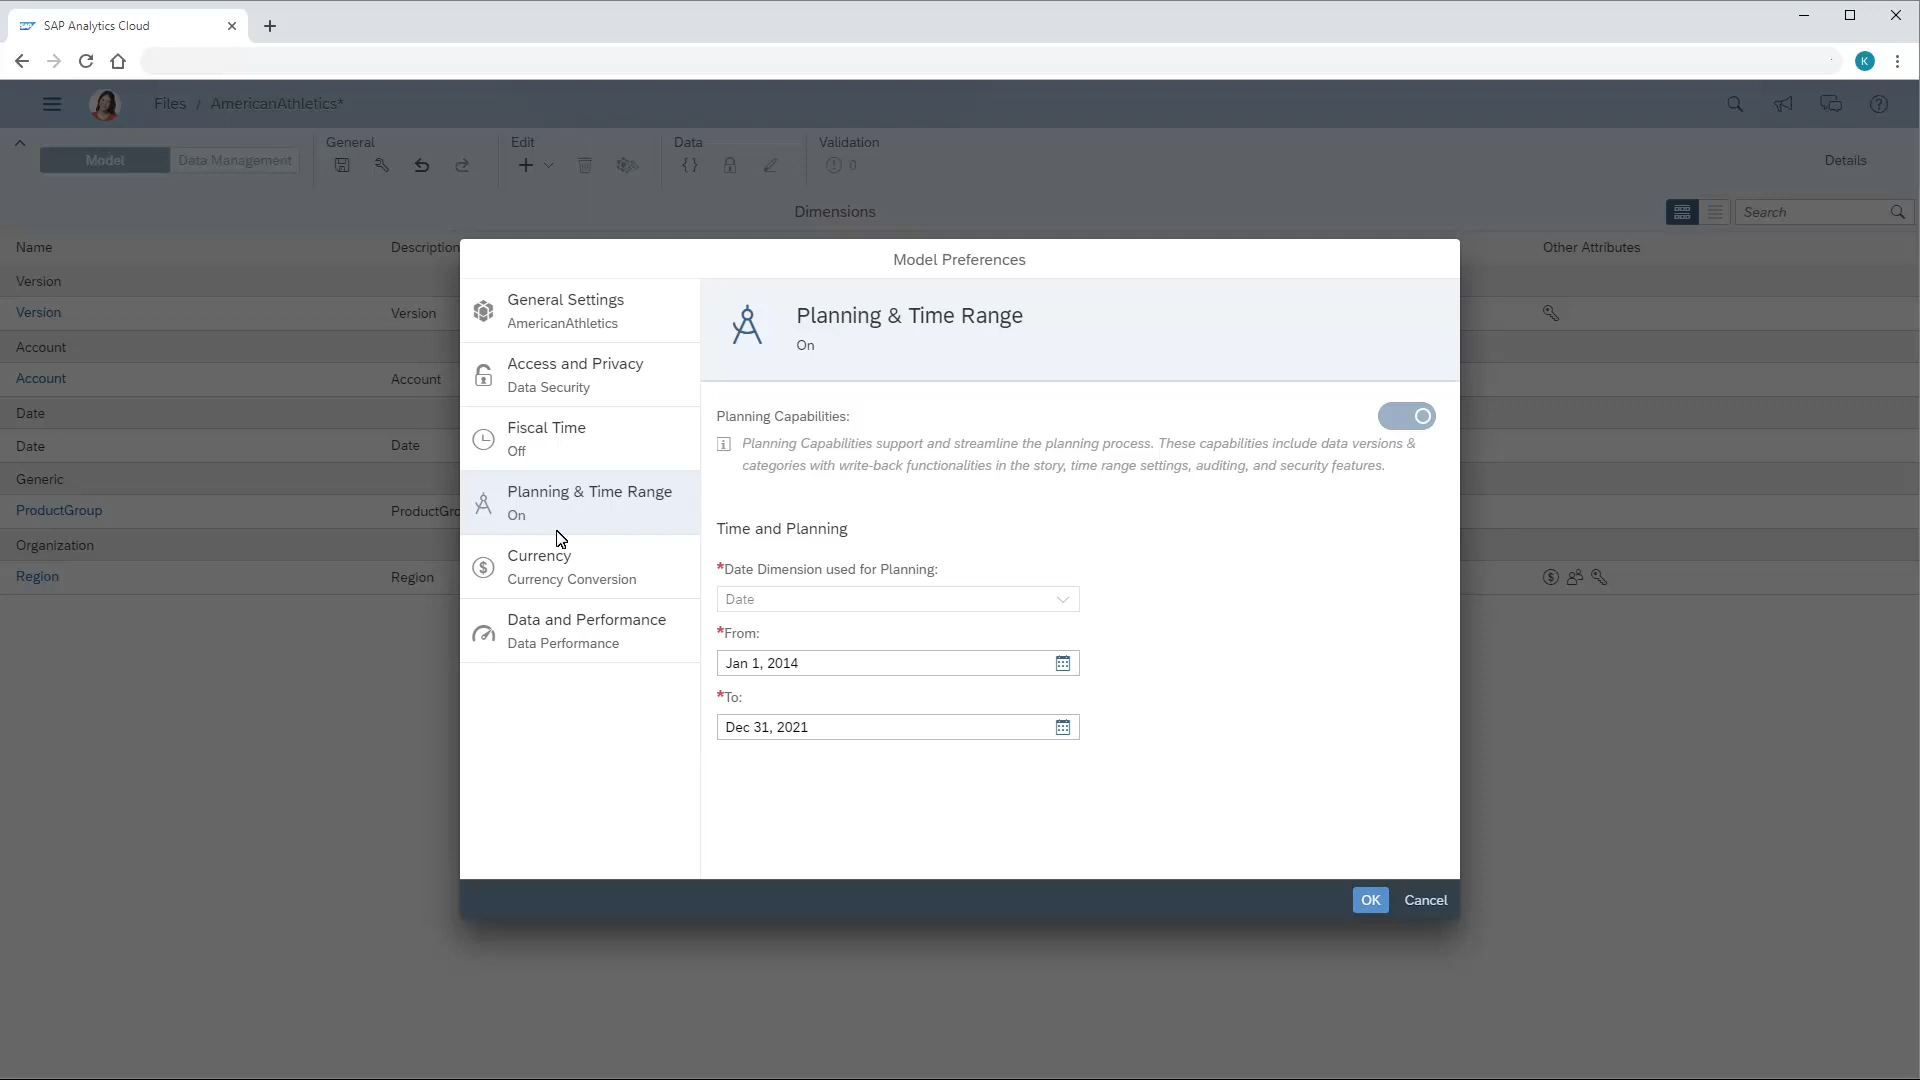 SAP Analytics Cloud
K
Files / AmericanAthletics*
Model
Data Management
General
Edit
Data
Validation
0
Details
Dimensions
Search
Name
Description
Other Attributes
Version
Version
Version
Account
Account
Account
Date
Date
Date
Generic
ProductGroup
ProductGro
Organization
Region
Region
Model Preferences
General Settings
AmericanAthletics
Access and Privacy
Data Security
Fiscal Time
Off
Planning & Time Range
On
Currency
Currency Conversion
Data and Performance
Data Performance
Planning & Time Range
On
Planning Capabilities:
Planning Capabilities support and streamline the planning process. These capabilities include data versions &
categories with write-back functionalities in the story, time range settings, auditing, and security features.
Time and Planning
*Date Dimension used for Planning:
Date
*From:
Jan 1, 2014
*To:
Dec 31, 2021
OK
Cancel